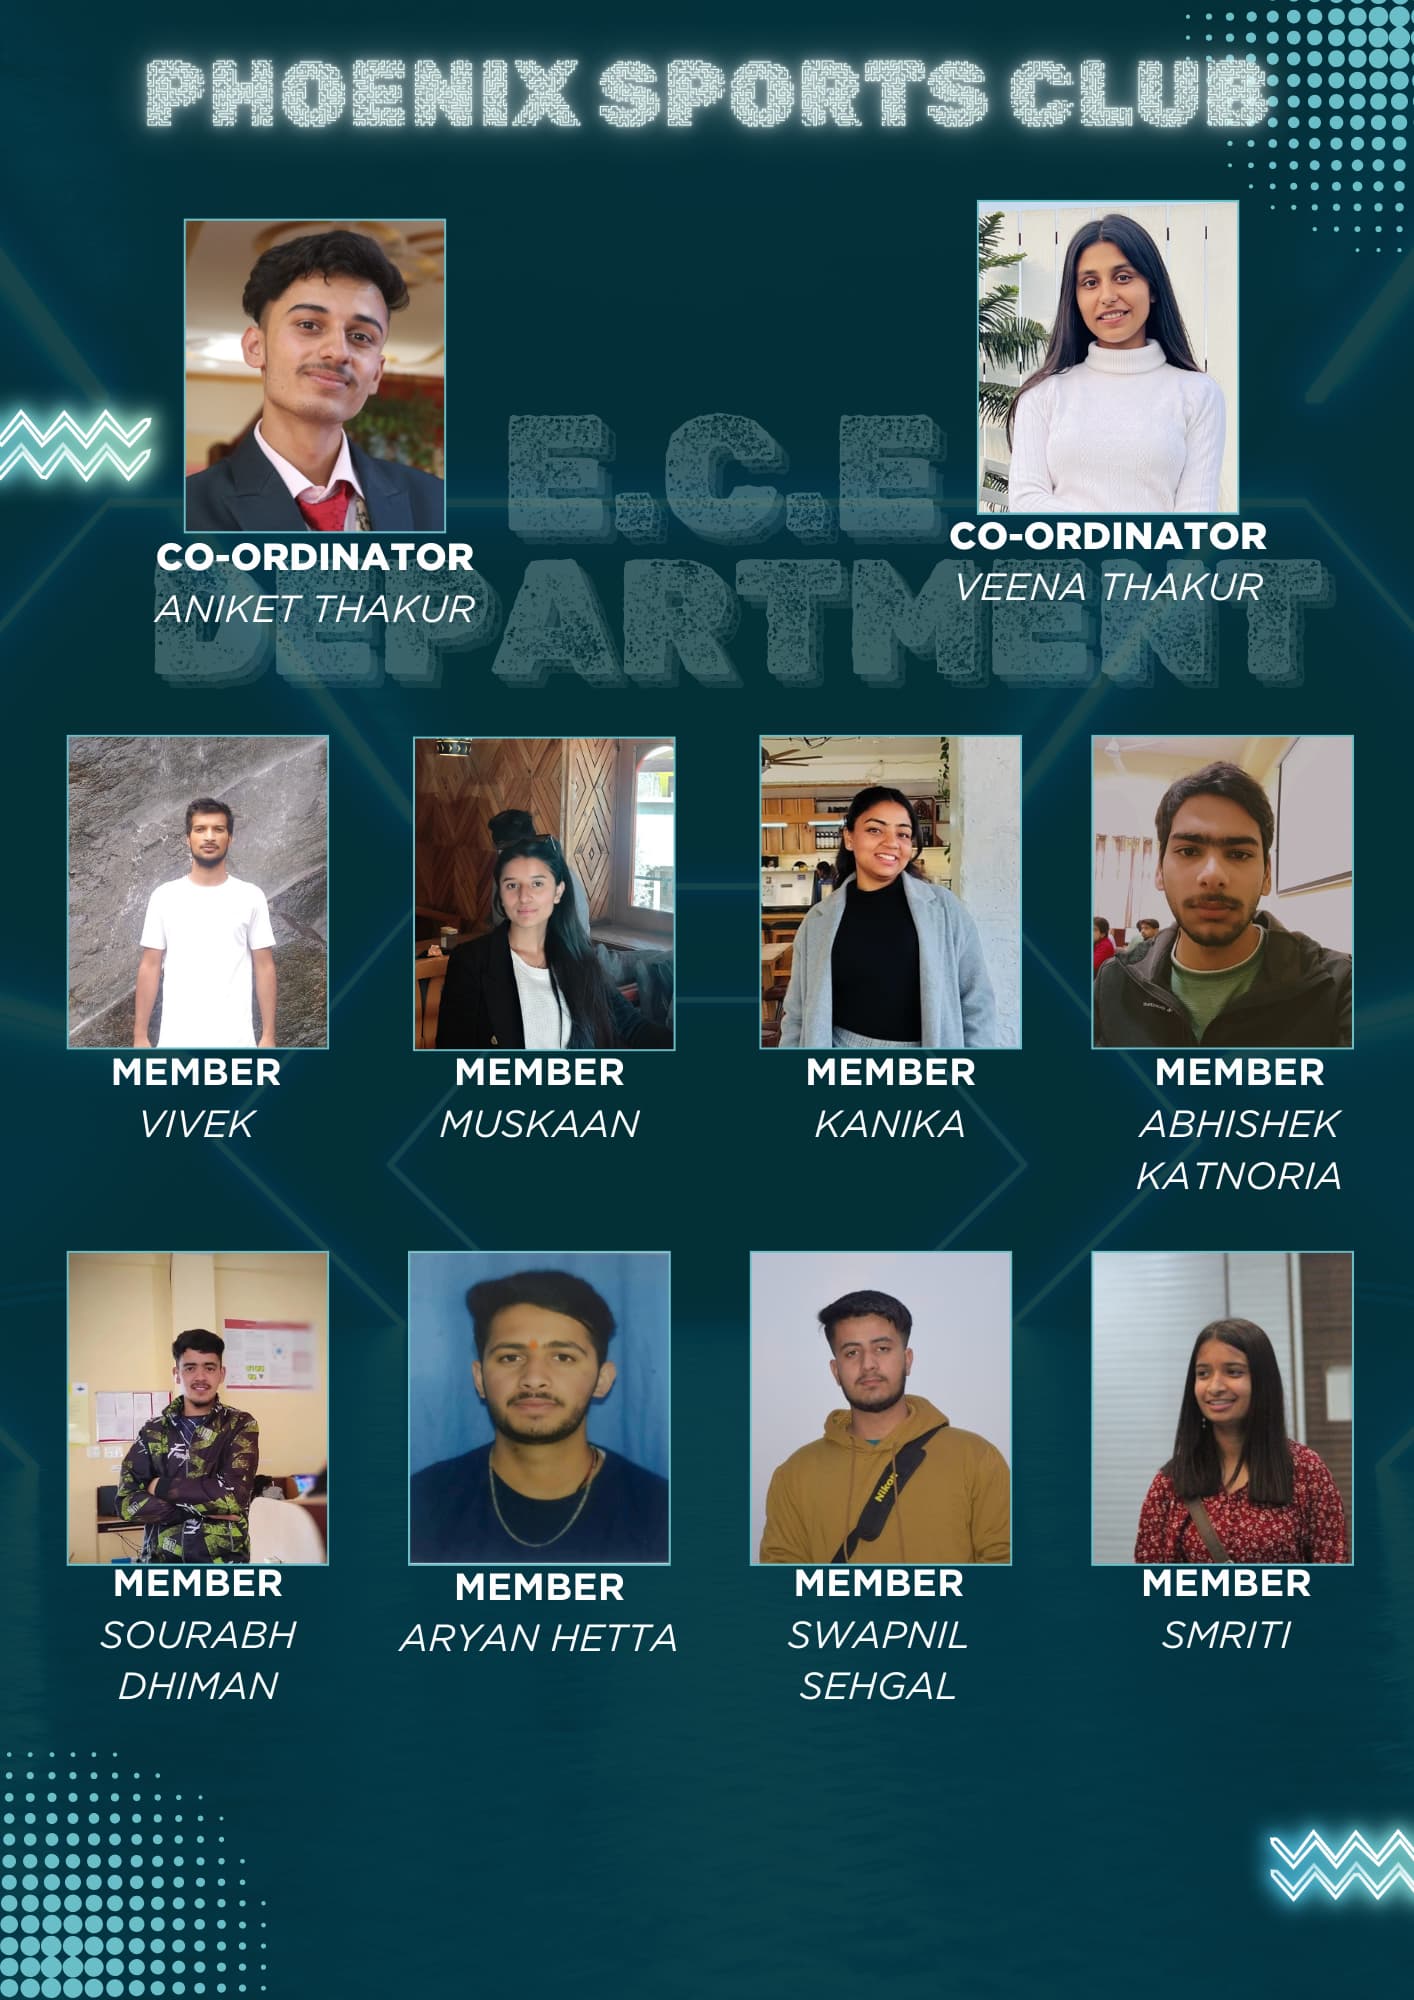 PHOENIX SPORTS CLUB
E.C.E
DEPARTMENT
CO-ORDINATOR
ANIKET THAKUR
CO-ORDINATOR
VEENA THAKUR
MEMBER
VIVEK
MEMBER
MUSKAAN
MEMBER
KANIKA
MEMBER
ABHISHEK
KATNORIA
MEMBER
SOURABH
DHIMAN
MEMBER
ARYAN HETTA
Nikon
MEMBER
SWAPNIL
SEHGAL
MEMBER
SMRITI